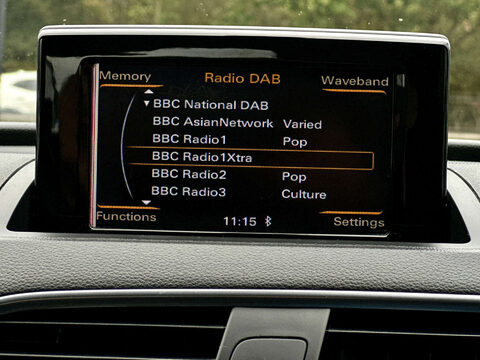 Memory Radio DAB Waveband
BBC National DAB
BBC AsianNetwork Varied
BBC Radio1 Pop
BBC Radio1Xtra
BBC Radio2 Pop
BBC Radio3 Culture
Functions 11:15 Settings